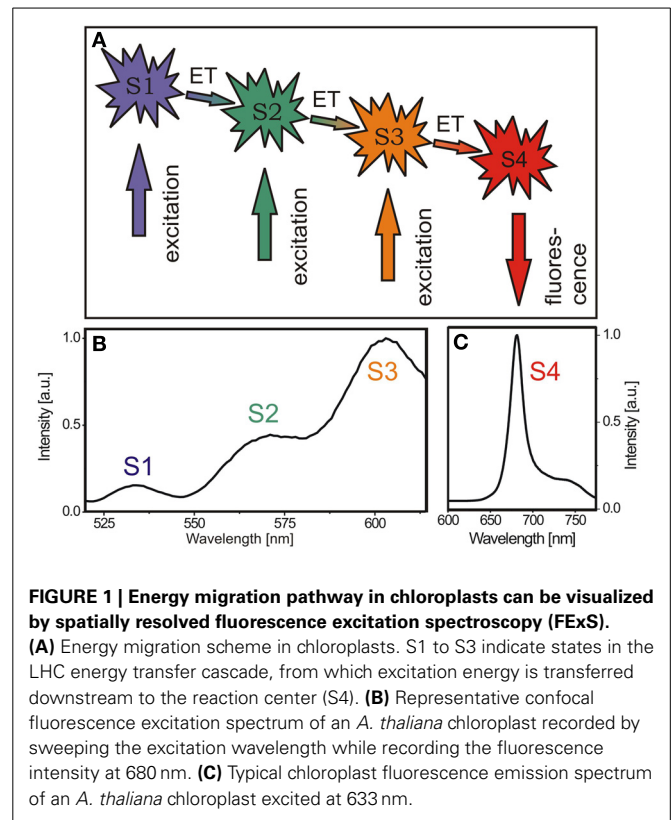 A
S1
ET
S2
ET
S3
ET
S4
excitation
excitation
excitation
fluores-
cence
B
1.0
0.5
0.0
Intensity [a.u.]
S1
S2
S3
525
550
575
600
Wavelength [nm]
C
S4
1.0
0.5
0.0
Intensity [a.u.]
600
650
700
750
Wavelength [nm]
FIGURE 1 | Energy migration pathway in chloroplasts can be visualized
by spatially resolved fluorescence excitation spectroscopy (FExS).
(A) Energy migration scheme in chloroplasts. S1 to S3 indicate states in the
LHC energy transfer cascade, from which excitation energy is transferred
downstream to the reaction center (S4). (B) Representative confocal
fluorescence excitation spectrum of an A. thaliana chloroplast recorded by
sweeping the excitation wavelength while recording the fluorescence
intensity at 680 nm. (C) Typical chloroplast fluorescence emission spectrum
of an A. thaliana chloroplast excited at 633 nm.